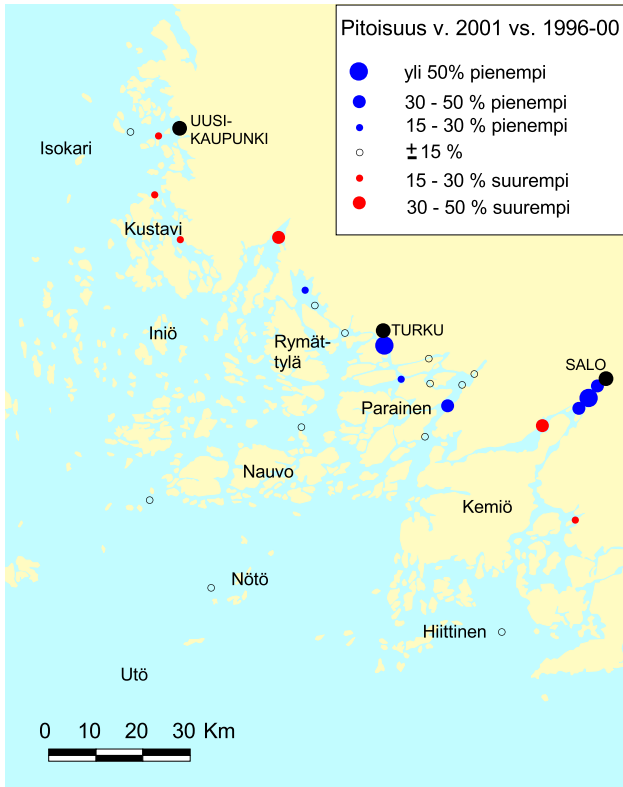 Pitoisuus v. 2001 vs. 1996-00
yli 50% pienempi
30 - 50 % pienempi
15 - 30 % pienempi
± 15 %
15 - 30 % suurempi
30 - 50 % suurempi
UUSI-
KAUPUNKI
Isokari
Kustavi
Iniö
Rymät-
tylä
TURKU
SALO
Parainen
Nauvo
Kemiö
Nötö
Hiittinen
Utö
0 10 20 30 Km